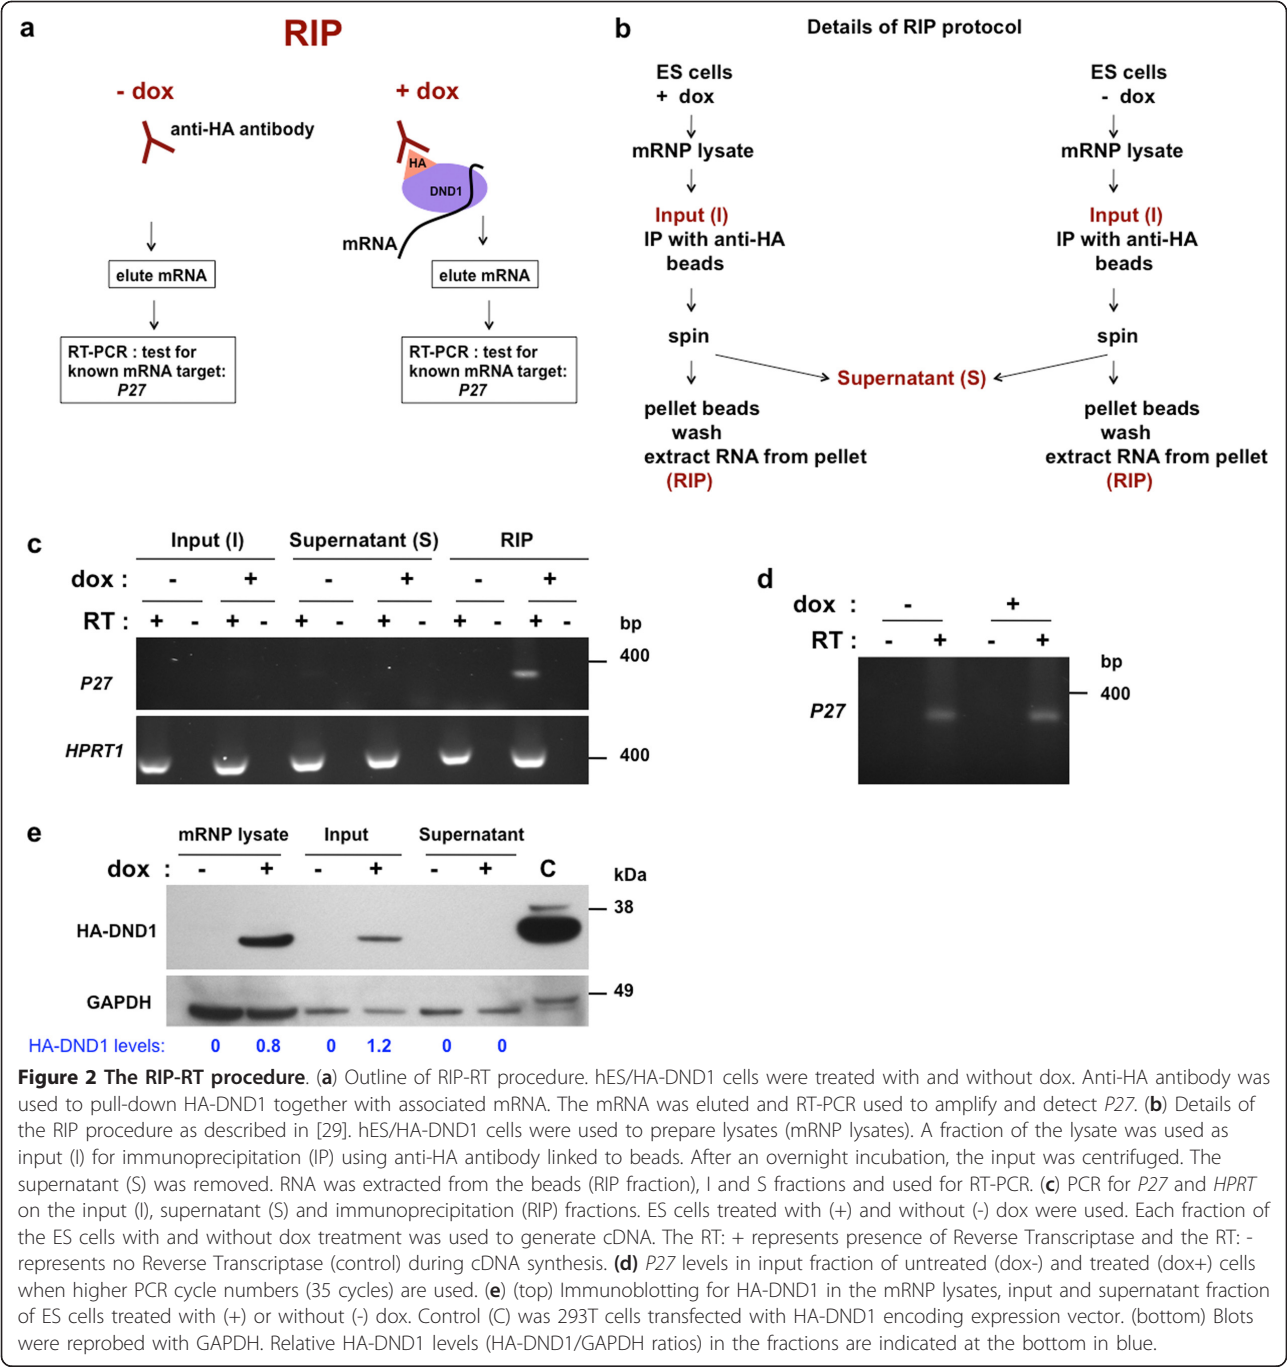 a
RIP
- dox
+ dox
anti-HA antibody
HA
DND1
mRNA
elute mRNA
elute mRNA
RT-PCR : test for
known mRNA target:
P27
RT-PCR : test for
known mRNA target:
P27
b
Details of RIP protocol
ES cells
+ dox
mRNP lysate
Input (I)
IP with anti-HA
beads
spin
pellet beads
wash
extract RNA from pellet
(RIP)
Supernatant (S)
ES cells
- dox
mRNP lysate
Input (I)
IP with anti-HA
beads
spin
pellet beads
wash
extract RNA from pellet
(RIP)
c
Input (I) Supernatant (S) RIP
dox : - + - + - +
RT : + - + - + - + - + - + - bp
P27 400
HPRT1 400
d
dox : - +
RT : - + - +
bp
400
P27
e
mRNP lysate Input Supernatant
dox : - + - + - + C
kDa
38
HA-DND1
49
GAPDH
HA-DND1 levels: 0 0.8 0 1.2 0 0
Figure 2 The RIP-RT procedure. (a) Outline of RIP-RT procedure. hES/HA-DND1 cells were treated with and without dox. Anti-HA antibody was
used to pull-down HA-DND1 together with associated mRNA. The mRNA was eluted and RT-PCR used to amplify and detect P27. (b) Details of
the RIP procedure as described in [29]. hES/HA-DND1 cells were used to prepare lysates (mRNP lysates). A fraction of the lysate was used as
input (I) for immunoprecipitation (IP) using anti-HA antibody linked to beads. After an overnight incubation, the input was centrifuged. The
supernatant (S) was removed. RNA was extracted from the beads (RIP fraction), I and S fractions and used for RT-PCR. (c) PCR for P27 and HPRT
on the input (I), supernatant (S) and immunoprecipitation (RIP) fractions. ES cells treated with (+) and without (-) dox were used. Each fraction of
the ES cells with and without dox treatment was used to generate cDNA. The RT: + represents presence of Reverse Transcriptase and the RT: -
represents no Reverse Transcriptase (control) during cDNA synthesis. (d) P27 levels in input fraction of untreated (dox-) and treated (dox+) cells
when higher PCR cycle numbers (35 cycles) are used. (e) (top) Immunoblotting for HA-DND1 in the mRNP lysates, input and supernatant fraction
of ES cells treated with (+) or without (-) dox. Control (C) was 293T cells transfected with HA-DND1 encoding expression vector. (bottom) Blots
were reprobed with GAPDH. Relative HA-DND1 levels (HA-DND1/GAPDH ratios) in the fractions are indicated at the bottom in blue.